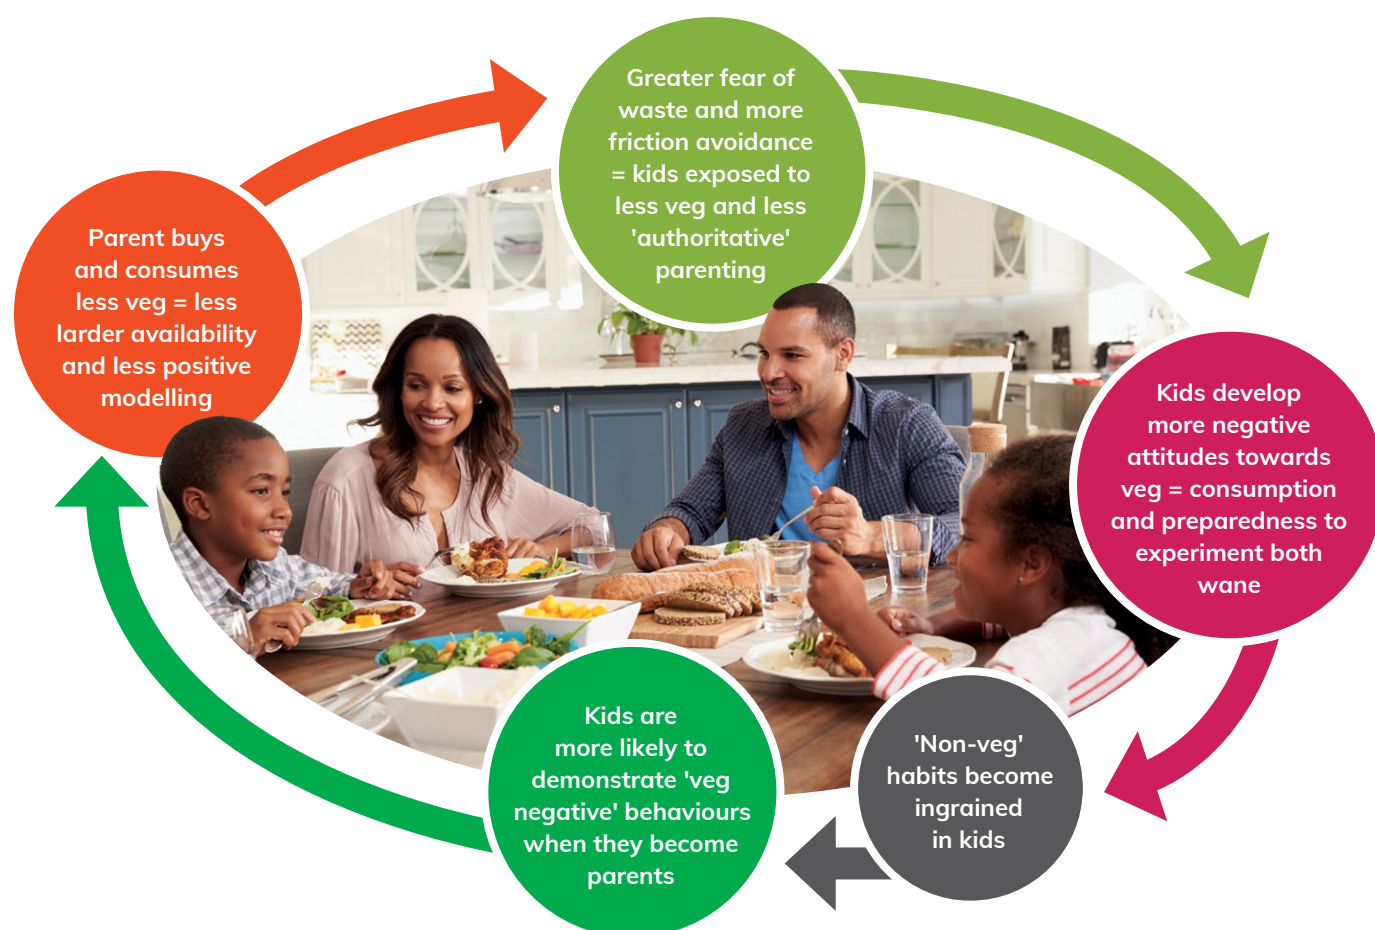 Greater fear of
waste and more
friction avoidance
= kids exposed to
less veg and less
'authoritative'
parenting
Kids develop
more negative
attitudes towards
veg = consumption
and preparedness to
experiment both
wane
'Non-veg'
habits become
ingrained
in kids
Kids are
more likely to
demonstrate 'veg
negative' behaviours
when they become
parents
Parent buys
and consumes
less veg = less
larder availability
and less positive
modelling